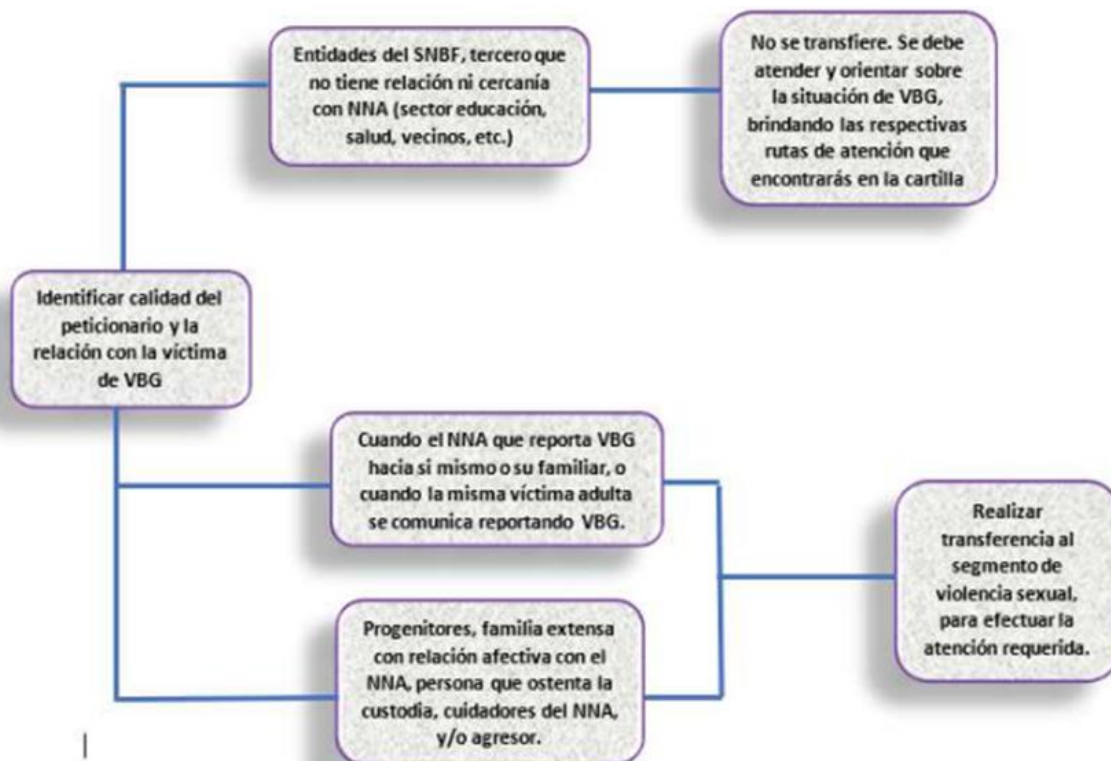 Entidades del SNBF, tercero que
no tiene relación ni cercanía
con NNA (sector educación,
salud, vecinos, etc.)
No se transfiere. Se debe
atender y orientar sobre
la situación de VBG,
brindando las respectivas
rutas de atención que
encontrarás en la cartilla
Identificar calidad del
peticionario y la
relación con la víctima
de VBG
Cuando el NNA que reporta VBG
hacia si mismo o su familiar, o
cuando la misma víctima adulta
se comunica reportando VBG.
Progenitores, familia extensa
con relación afectiva con el
NNA, persona que ostenta la
custodia, cuidadores del NNA,
y/o agresor.
Realizar
transferencia al
segmento de
violencia sexual,
para efectuar la
atención requerida.